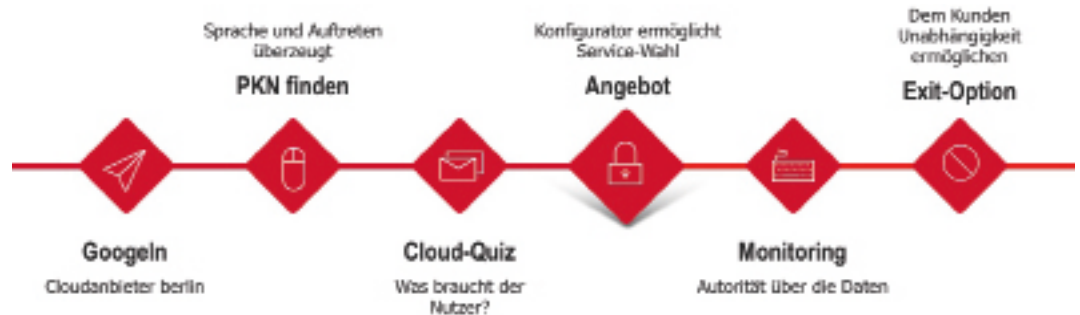 Sprache und Auftreten
überzeugt
PKN finden
Konfigurator ermöglicht
Service-Wahl
Angebot
Dem Kunden
Unabhängigkeit
ermöglichen
Exit-Option
Googeln
Cloudanbieter berlin
Cloud-Quiz
Was braucht der
Nutzer?
Monitoring
Autorität über die Daten